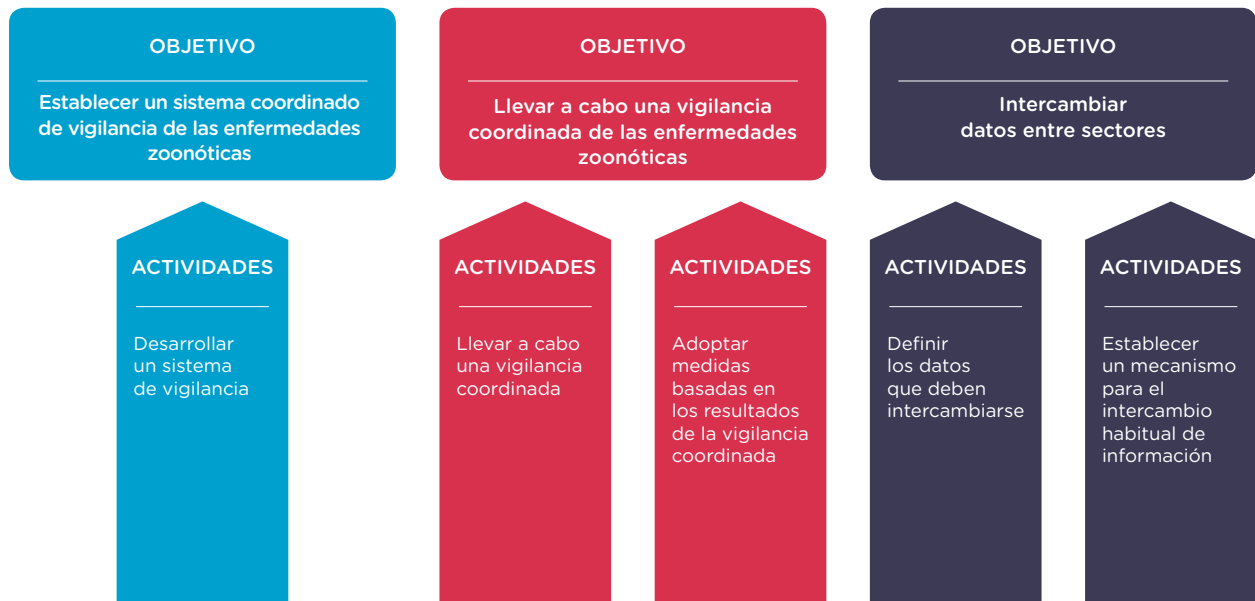 OBJETIVO
Establecer un sistema coordinado
de vigilancia de las enfermedades
zoonóticas
OBJETIVO
Llevar a cabo una vigilancia
coordinada de las enfermedades
zoonóticas
OBJETIVO
Intercambiar
datos entre sectores
ACTIVIDADES
Desarrollar
un sistema
de vigilancia
ACTIVIDADES
Llevar a cabo
una vigilancia
coordinada
ACTIVIDADES
Adoptar
medidas
basadas en
los resultados
de la vigilancia
coordinada
ACTIVIDADES
Definir
los datos
que deben
intercambiarse
ACTIVIDADES
Establecer
un mecanismo
para el
intercambio
habitual de
información